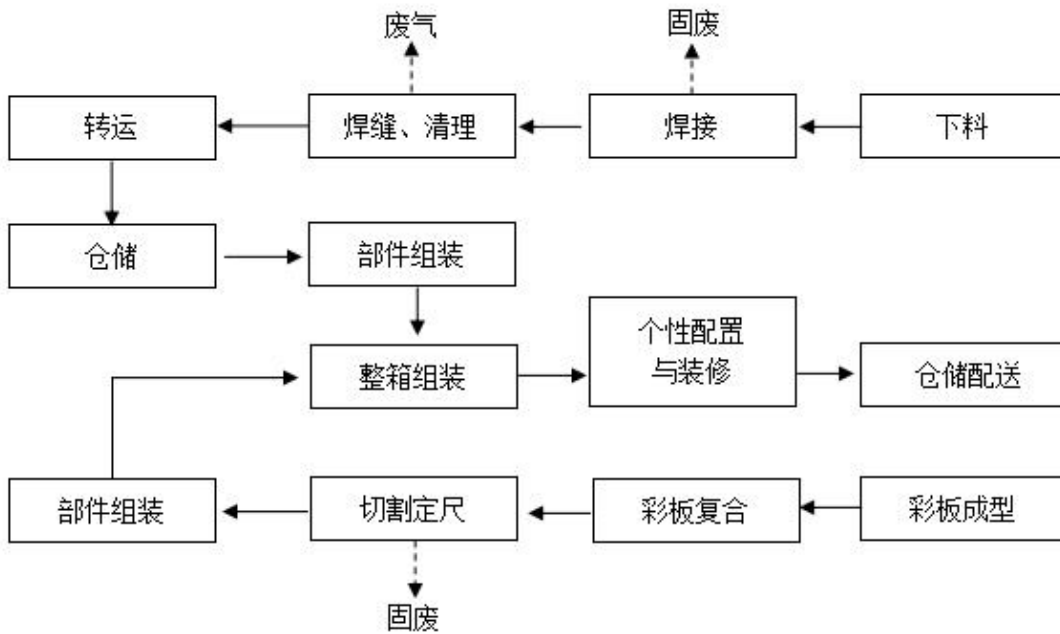 废气
固废
转运
焊缝、清理
焊接
下料
仓储
部件组装
个性配置
与装修
整箱组装
仓储配送
部件组装
切割定尺
彩板复合
彩板成型
固废